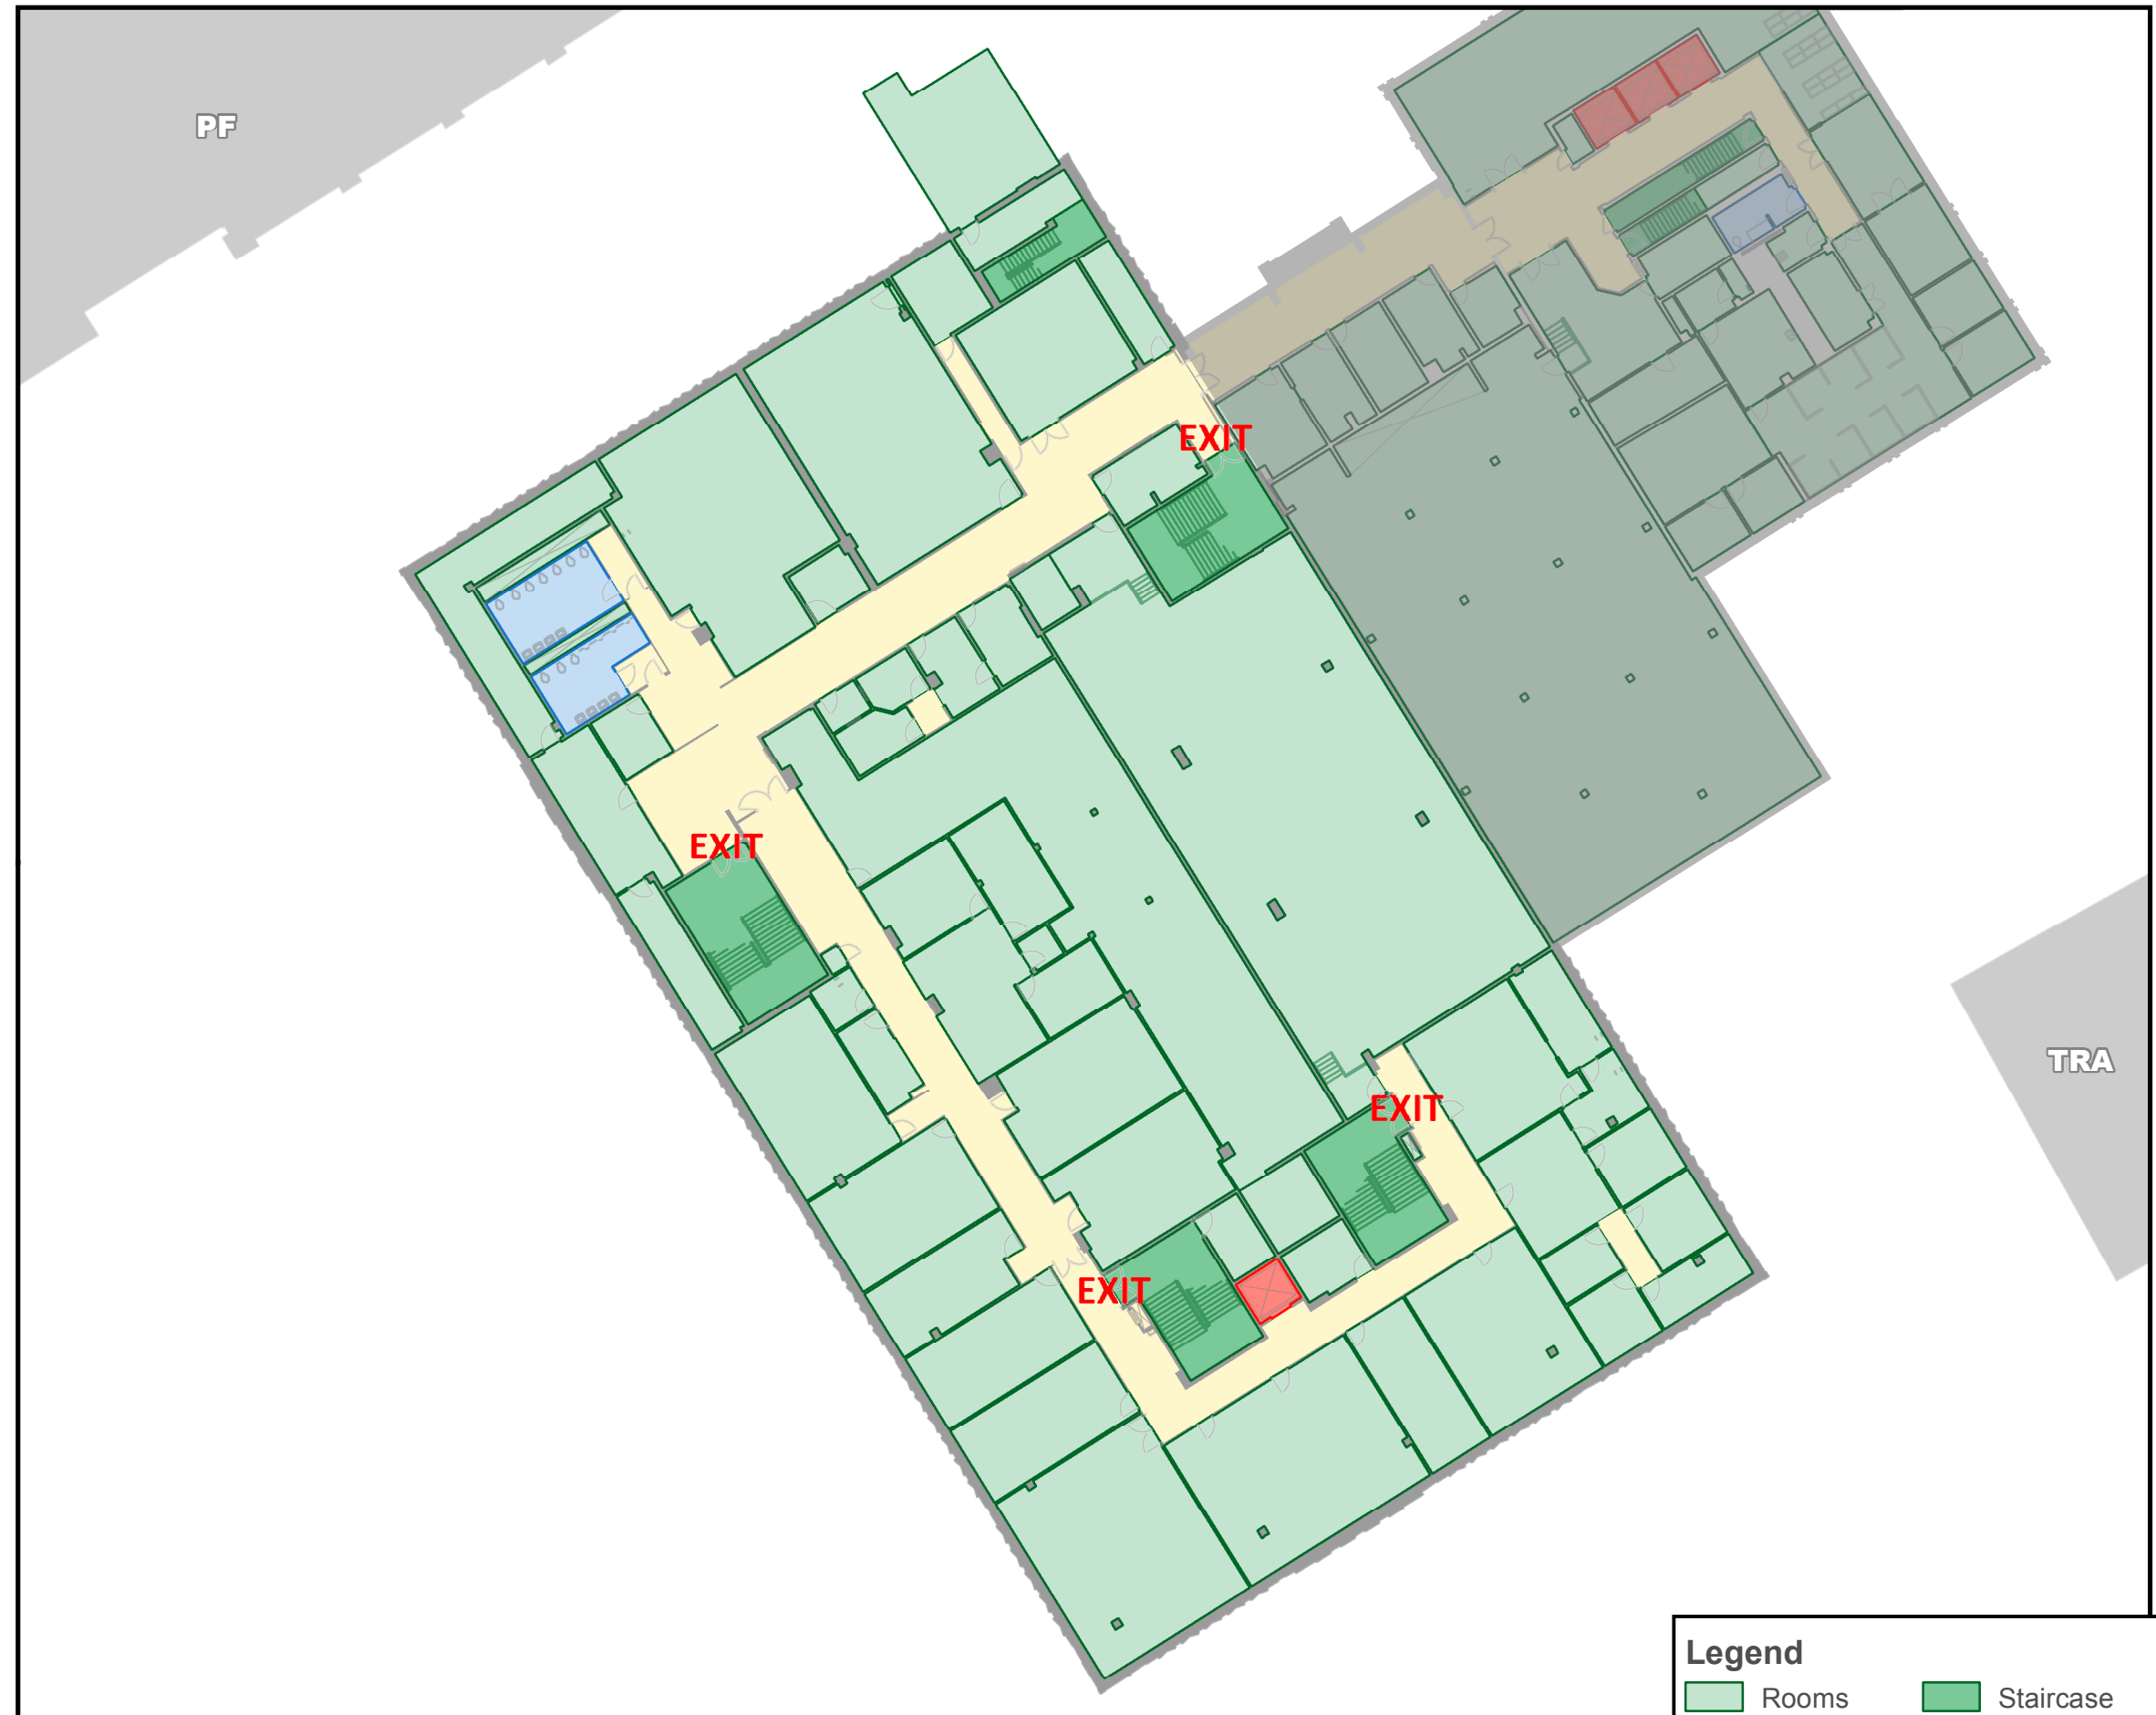 PF
EXIT
EXIT
TRA
EXIT
EXIT
Legend
Rooms
Staircase